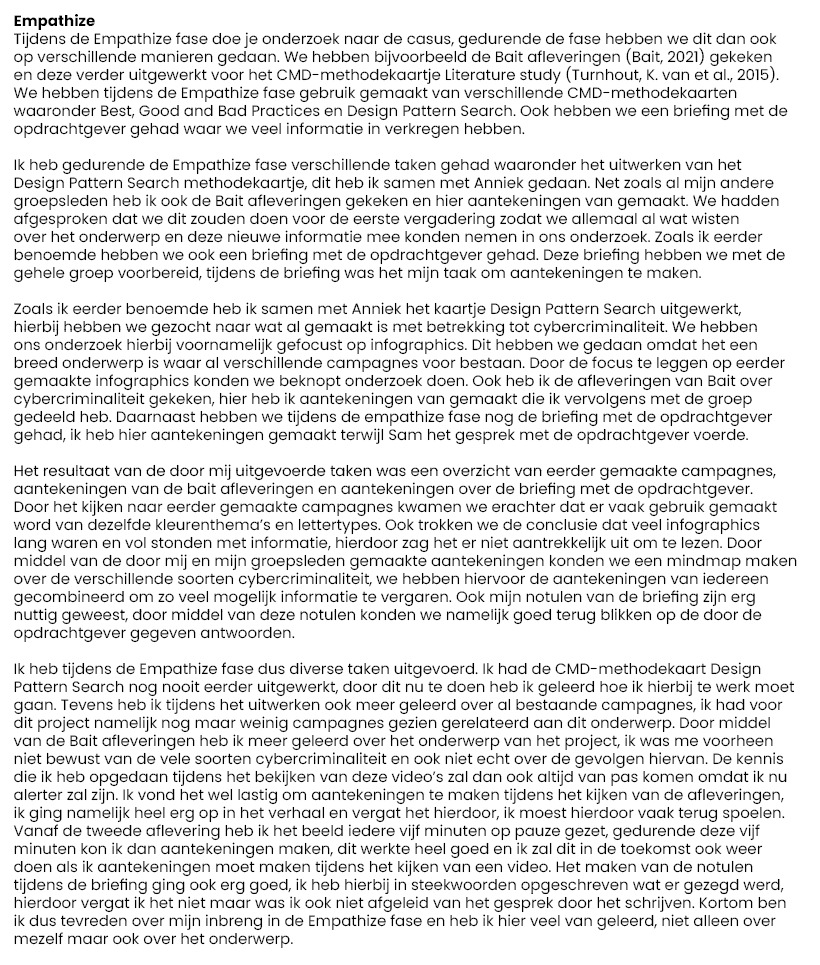 Empathize
Tijdens de Empathize fase doe je onderzoek naar de casus, gedurende de fase hebben we dit dan ook
op verschillende manieren gedaan. We hebben bijvoorbeeld de Bait afleveringen (Bait, 2021) gekeken
en deze verder uitgewerkt voor het CMD-methodekaartje Literature study (Turnhout, K. van et al., 2015).
We hebben tijdens de Empathize fase gebruik gemaakt van verschillende CMD-methodekaarten
waaronder Best, Good and Bad Practices en Design Pattern Search. Ook hebben we een briefing met de
opdrachtgever gehad waar we veel informatie in verkregen hebben.

Ik heb gedurende de Empathize fase verschillende taken gehad waaronder het uitwerken van het
Design Pattern Search methodekaartje, dit heb ik samen met Anniek gedaan. Net zoals al mijn andere
groepsleden heb ik ook de Bait afleveringen gekeken en hier aantekeningen van gemaakt. We hadden
afgesproken dat we dit zouden doen voor de eerste vergadering zodat we allemaal al wat wisten
over het onderwerp en deze nieuwe informatie mee konden nemen in ons onderzoek. Zoals ik eerder
benoemde hebben we ook een briefing met de opdrachtgever gehad. Deze briefing hebben we met de
gehele groep voorbereid, tijdens de briefing was het mijn taak om aantekeningen te maken.

Zoals ik eerder benoemde heb ik samen met Anniek het kaartje Design Pattern Search uitgewerkt,
hierbij hebben we gezocht naar wat al gemaakt is met betrekking tot cybercriminaliteit. We hebben
ons onderzoek hierbij voornamelijk gefocust op infographics. Dit hebben we gedaan omdat het een
breed onderwerp is waar al verschillende campagnes voor bestaan. Door de focus te leggen op eerder
gemaakte infographics konden we beknopt onderzoek doen. Ook heb ik de afleveringen van Bait over
cybercriminaliteit gekeken, hier heb ik aantekeningen van gemaakt die ik vervolgens met de groep
gedeeld heb. Daarnaast hebben we tijdens de empathize fase nog de briefing met de opdrachtgever
gehad, ik heb hier aantekeningen gemaakt terwijl Sam het gesprek met de opdrachtgever voerde.

Het resultaat van de door mij uitgevoerde taken was een overzicht van eerder gemaakte campagnes,
aantekeningen van de bait afleveringen en aantekeningen over de briefing met de opdrachtgever.
Door het kijken naar eerder gemaakte campagnes kwamen we erachter dat er vaak gebruik gemaakt
word van dezelfde kleurenthema's en lettertypes. Ook trokken we de conclusie dat veel infographics
lang waren en vol stonden met informatie, hierdoor zag het er niet aantrekkelijk uit om te lezen. Door
middel van de door mij en mijn groepsleden gemaakte aantekeningen konden we een mindmap maken
over de verschillende soorten cybercriminaliteit, we hebben hiervoor de aantekeningen van iedereen
gecombineerd om zo veel mogelijk informatie te vergaren. Ook mijn notulen van de briefing zijn erg
nuttig geweest, door middel van deze notulen konden we namelijk goed terug blikken op de door de
opdrachtgever gegeven antwoorden.

Ik heb tijdens de Empathize fase dus diverse taken uitgevoerd. Ik had de CMD-methodekaart Design
Pattern Search nog nooit eerder uitgewerkt, door dit nu te doen heb ik geleerd hoe ik hierbij te werk moet
gaan. Tevens heb ik tijdens het uitwerken ook meer geleerd over al bestaande campagnes, ik had voor
dit project namelijk nog maar weinig campagnes gezien gerelateerd aan dit onderwerp. Door middel
van de Bait afleveringen heb ik meer geleerd over het onderwerp van het project, ik was me voorheen
niet bewust van de vele soorten cybercriminaliteit en ook niet echt over de gevolgen hiervan. De kennis
die ik heb opgedaan tijdens het bekijken van deze video's zal dan ook altijd van pas komen omdat ik nu
alerter zal zijn. Ik vond het wel lastig om aantekeningen te maken tijdens het kijken van de afleveringen,
ik ging namelijk heel erg op in het verhaal en vergat het hierdoor, ik moest hierdoor vaak terug spoelen.
Vanaf de tweede aflevering heb ik het beeld iedere vijf minuten op pauze gezet, gedurende deze vijf
minuten kon ik dan aantekeningen maken, dit werkte heel goed en ik zal dit in de toekomst ook weer
doen als ik aantekeningen moet maken tijdens het kijken van een video. Het maken van de notulen
tijdens de briefing ging ook erg goed, ik heb hierbij in steekwoorden opgeschreven wat er gezegd werd,
hierdoor vergat ik het niet maar was ik ook niet afgeleid van het gesprek door het schrijven. Kortom ben
ik dus tevreden over mijn inbreng in de Empathize fase en heb ik hier veel van geleerd, niet alleen over
mezelf maar ook over het onderwerp.